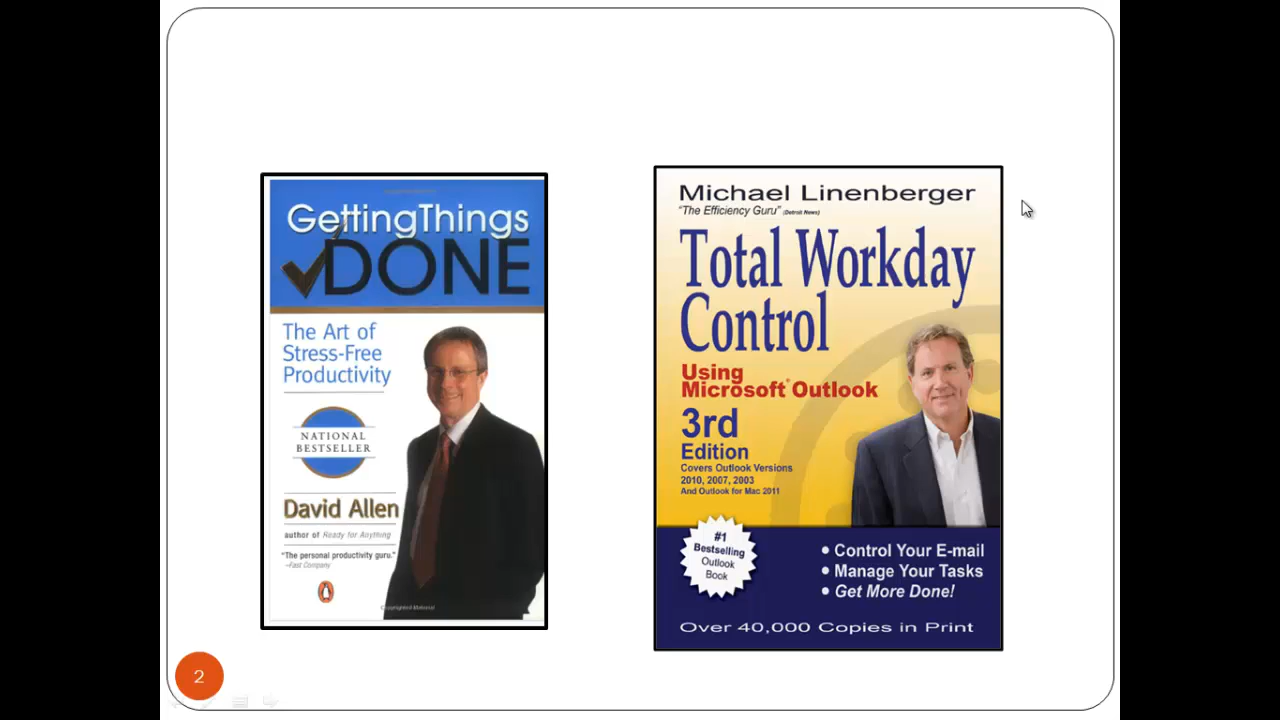 GettingThings
DONE
The Art of
Stress-Free
Productivity
NATIONAL
BESTSELLER
David Allen
author of Ready for Anything
"The personal productivity guru."
—Fast Company
Copyrighted Material
Michael Linenberger
"The Efficiency Guru" (Detroit News)
Total Workday
Control
Using
Microsoft® Outlook
3rd
Edition
Covers Outlook Versions
2010, 2007, 2003
And Outlook for Mac 2011
#1
Bestselling
Outlook
Book
• Control Your E-mail
• Manage Your Tasks
• Get More Done!
Over 40,000 Copies in Print
2